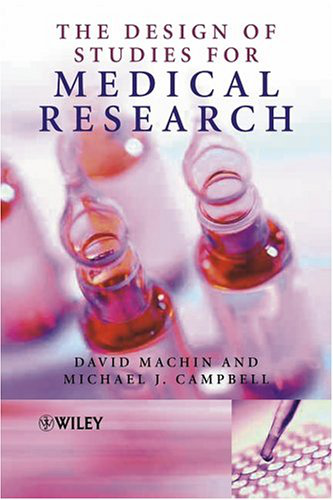 THE DESIGN OF
STUDIES FOR
MEDICAL
RESEARCH
DAVID MACHIN AND
MICHAEL J. CAMPBELL
WILEY